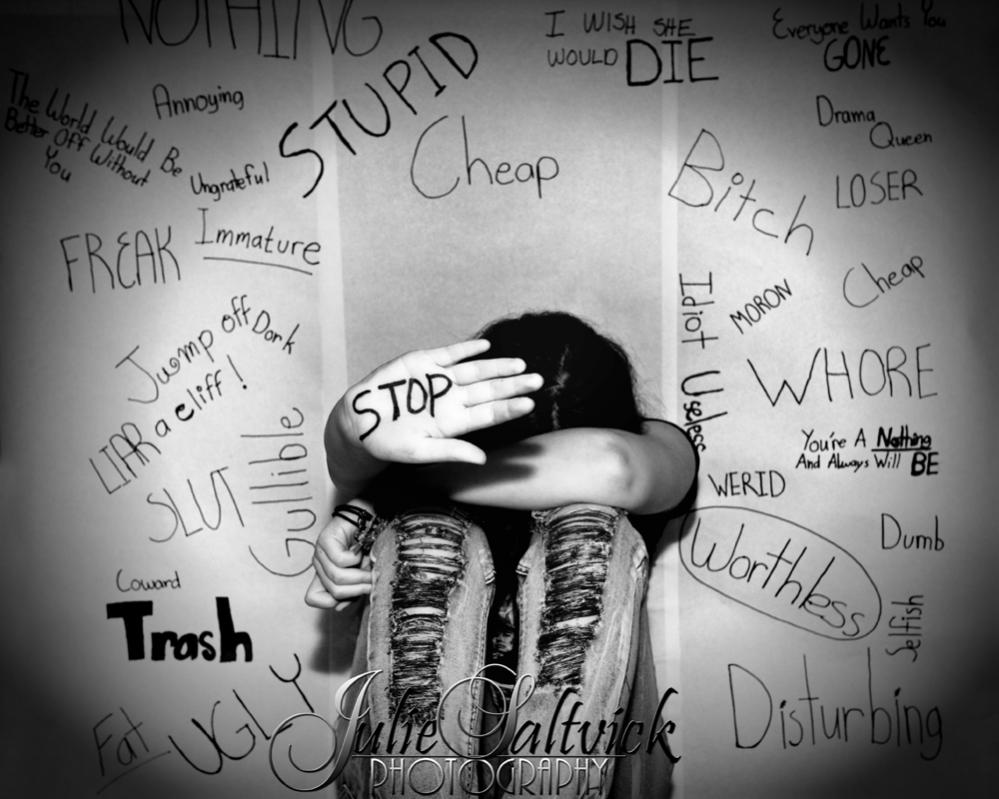 NOTHING
I WISH SHE
WOULD DIE
Everyone Wants You
GONE
STUPID
Annoying
The World Would Be
Better Off Without
You
Ungrateful
Cheap
Drama
Queen
Bitch
LOSER
FREAK
Immature
Idiot
MORON
Cheap
Jump off
a cliff!
Dork
STOP
WHORE
Useless
LIAR
Gullible
You're A Nothing
And Always Will BE
SLUT
WERID
Worthless
Dumb
Coward
Trash
Selfish
Fat
UGLY
Disturbing
Julie Saltvick
PHOTOGRAPHY